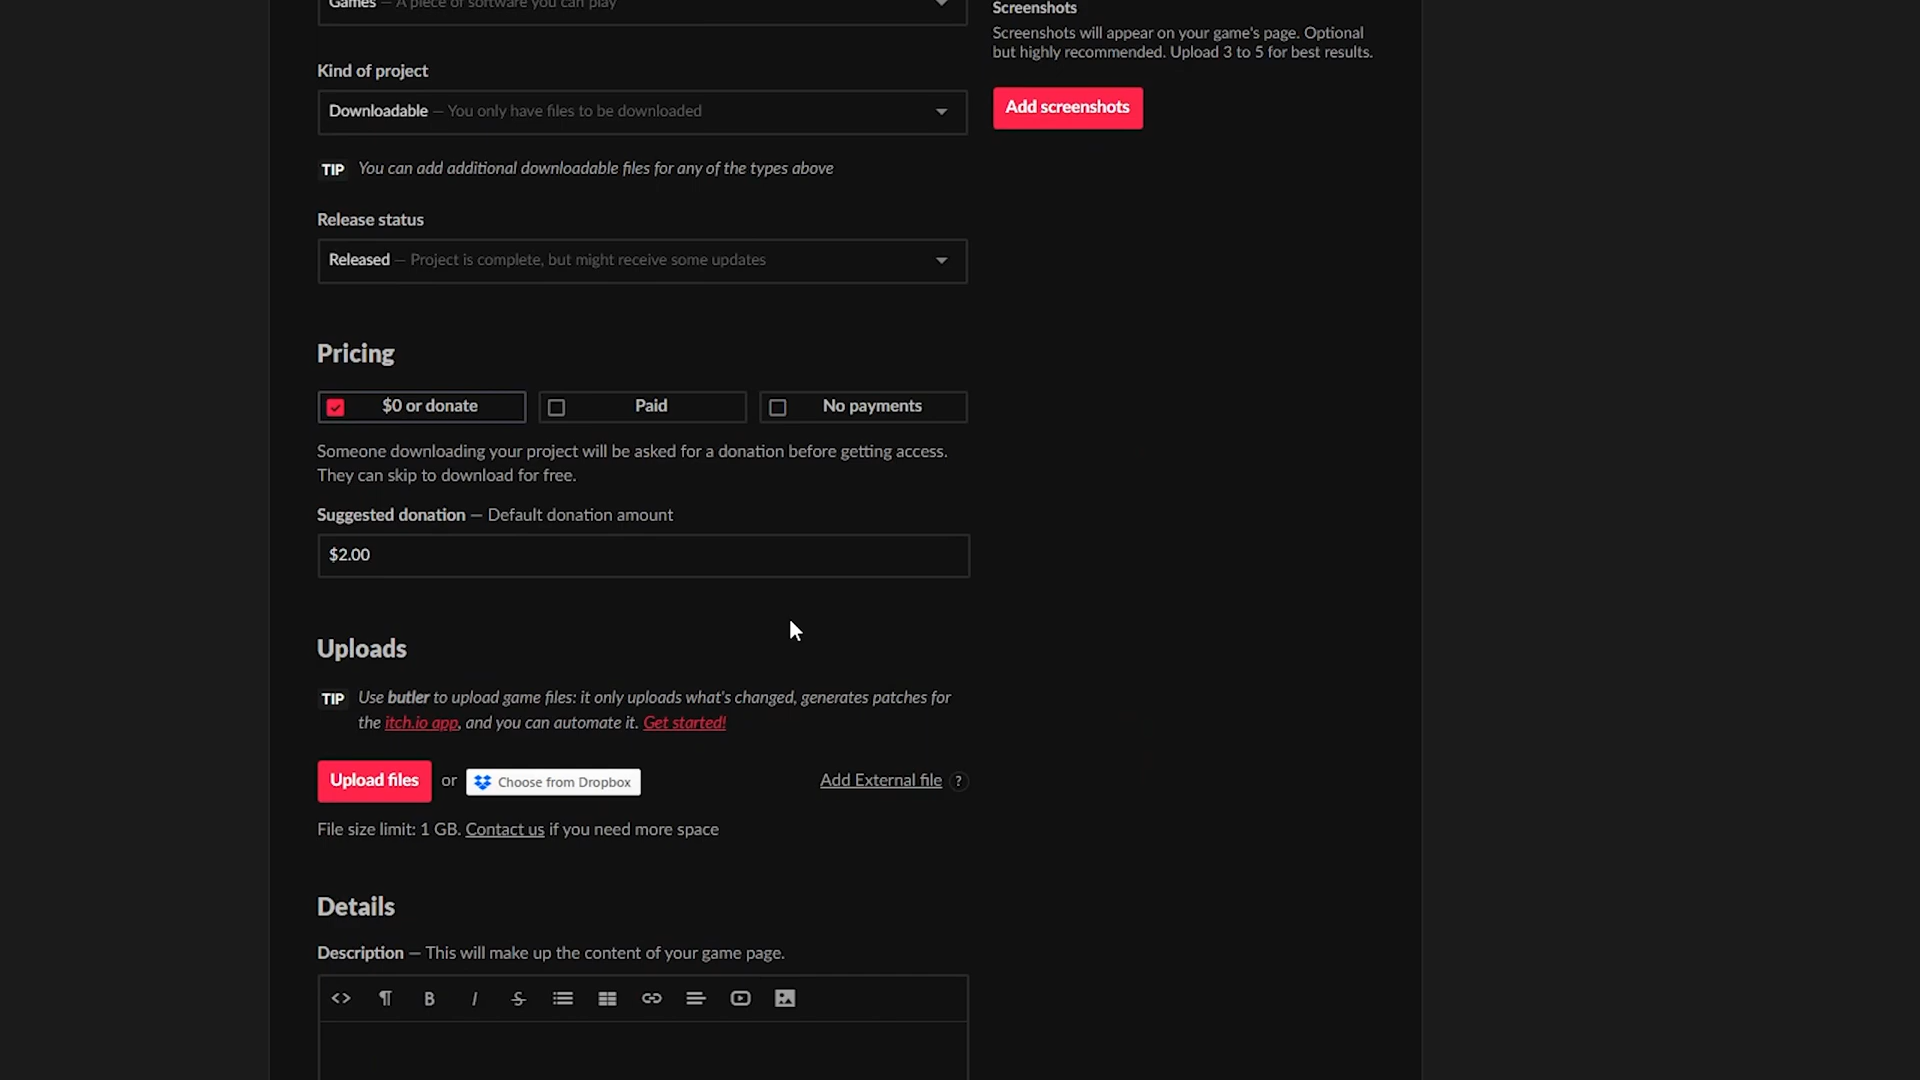 Games — A piece of software you can play
Kind of project
Downloadable — You only have files to be downloaded
TIP You can add additional downloadable files for any of the types above
Release status
Released — Project is complete, but might receive some updates
Pricing
$0 or donate
Paid
No payments
Someone downloading your project will be asked for a donation before getting access.
They can skip to download for free.
Suggested donation — Default donation amount
$2.00
Uploads
TIP Use butler to upload game files: it only uploads what's changed, generates patches for
the itch.io app, and you can automate it. Get started!
Upload files or Choose from Dropbox
Add External file ?
File size limit: 1 GB. Contact us if you need more space
Details
Description — This will make up the content of your game page.
Screenshots
Screenshots will appear on your game's page. Optional
but highly recommended. Upload 3 to 5 for best results.
Add screenshots